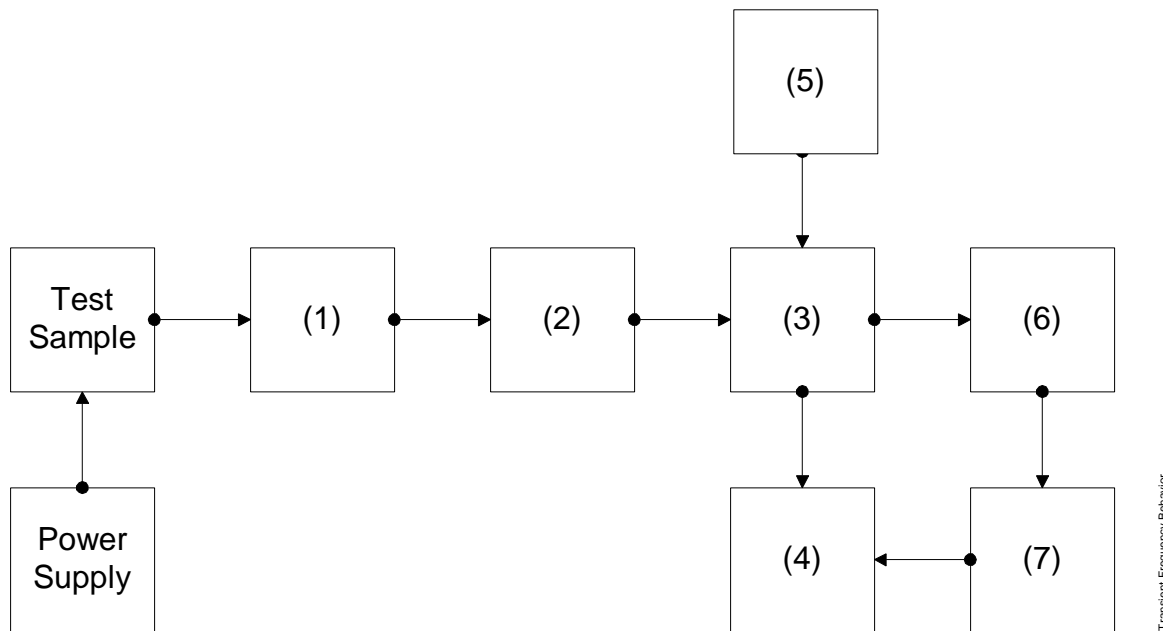 (5)
Test
Sample
(1)
(2)
(3)
(6)
Power
Supply
(4)
(7)
Transient Frequency Behavior